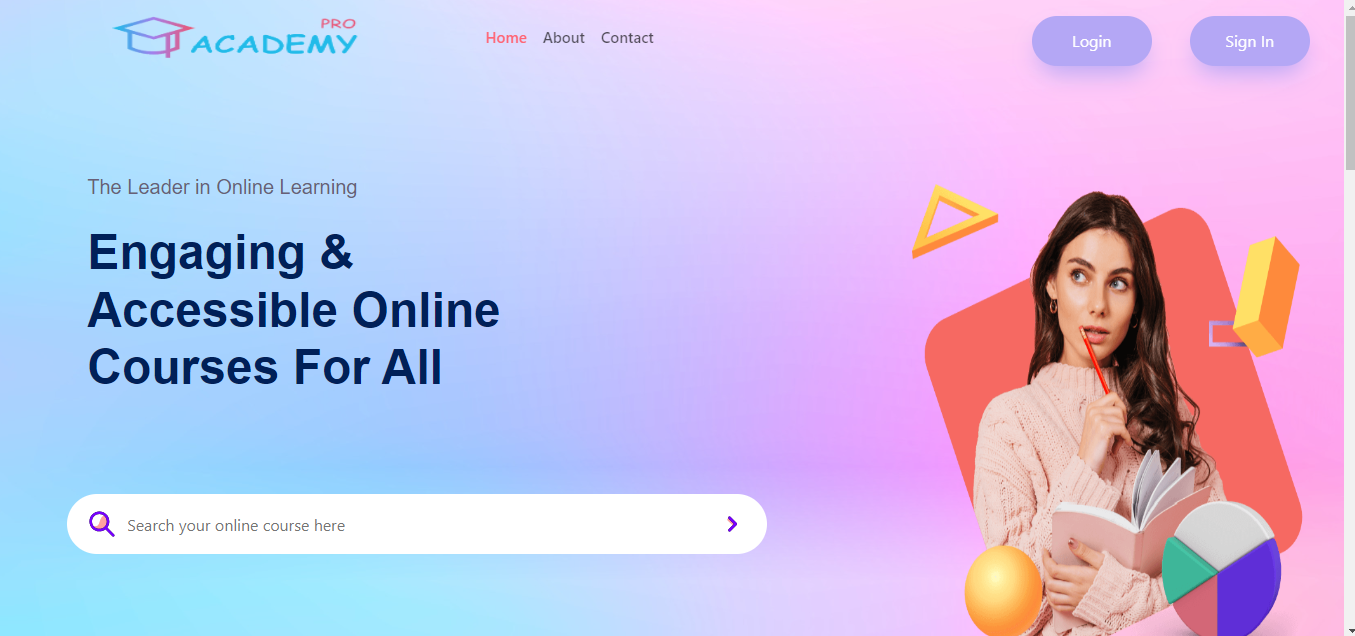 PRO
ACADEMY
Home About Contact
Login Sign In
The Leader in Online Learning
Engaging &
Accessible Online
Courses For All
Search your online course here